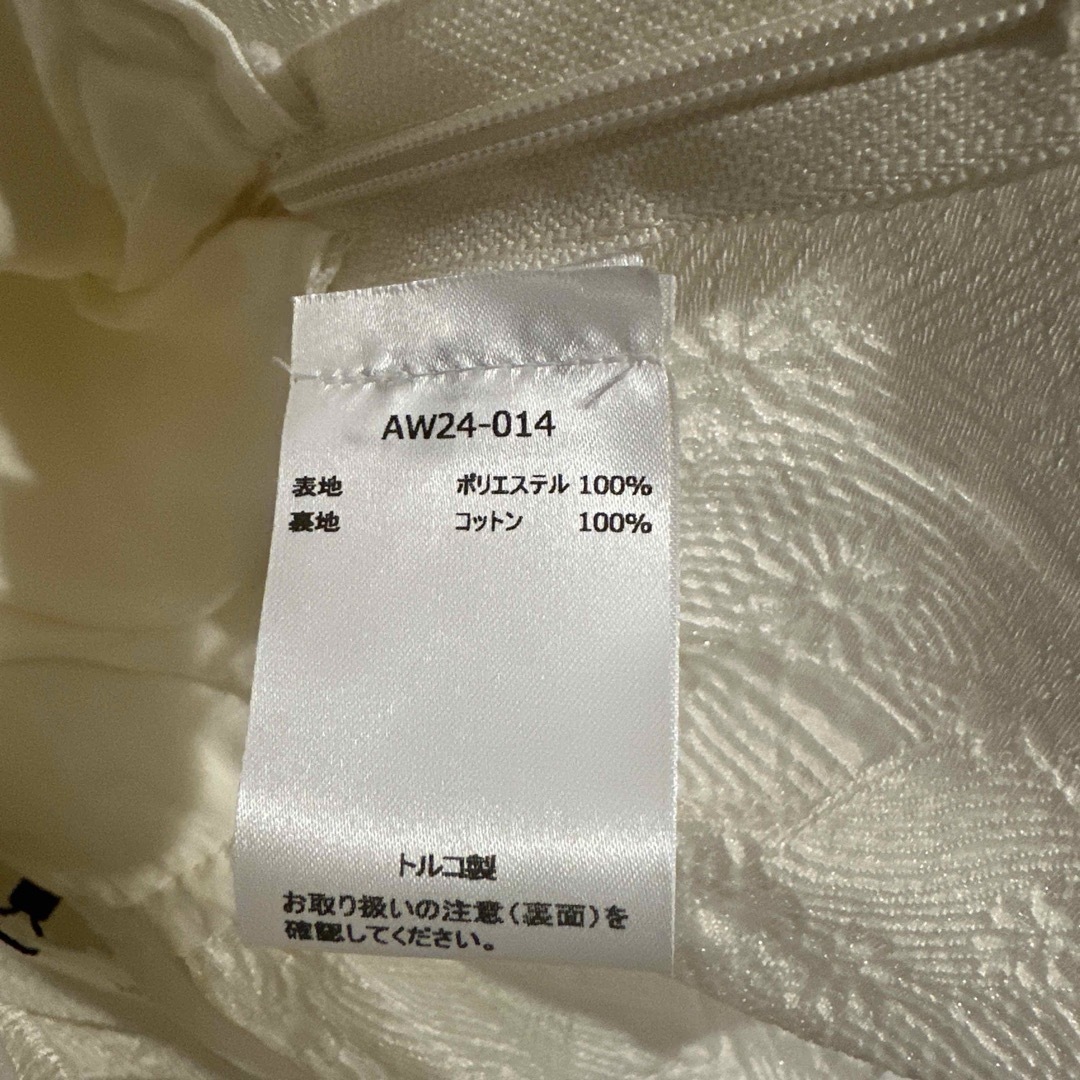 AW24-014
表地 ポリエステル 100%
裏地 コットン 100%
トルコ製
お取り扱いの注意(裏面)を
確認してください。